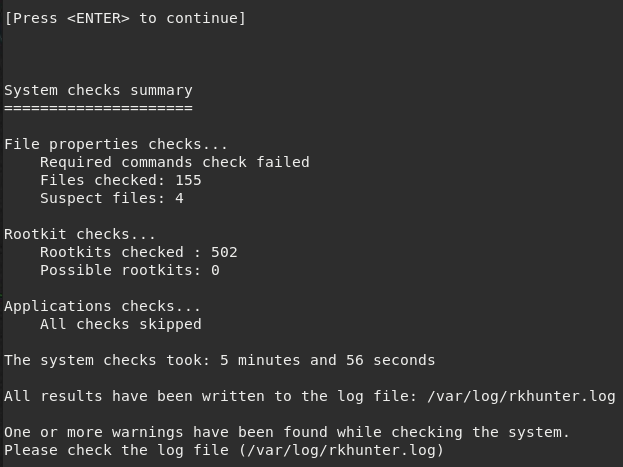 [Press <ENTER> to continue]
System checks summary
=====================
File properties checks...
Required commands check failed
Files checked: 155
Suspect files: 4
Rootkit checks...
Rootkits checked : 502
Possible rootkits: 0
Applications checks...
All checks skipped
The system checks took: 5 minutes and 56 seconds
All results have been written to the log file: /var/log/rkhunter.log
One or more warnings have been found while checking the system.
Please check the log file (/var/log/rkhunter.log)